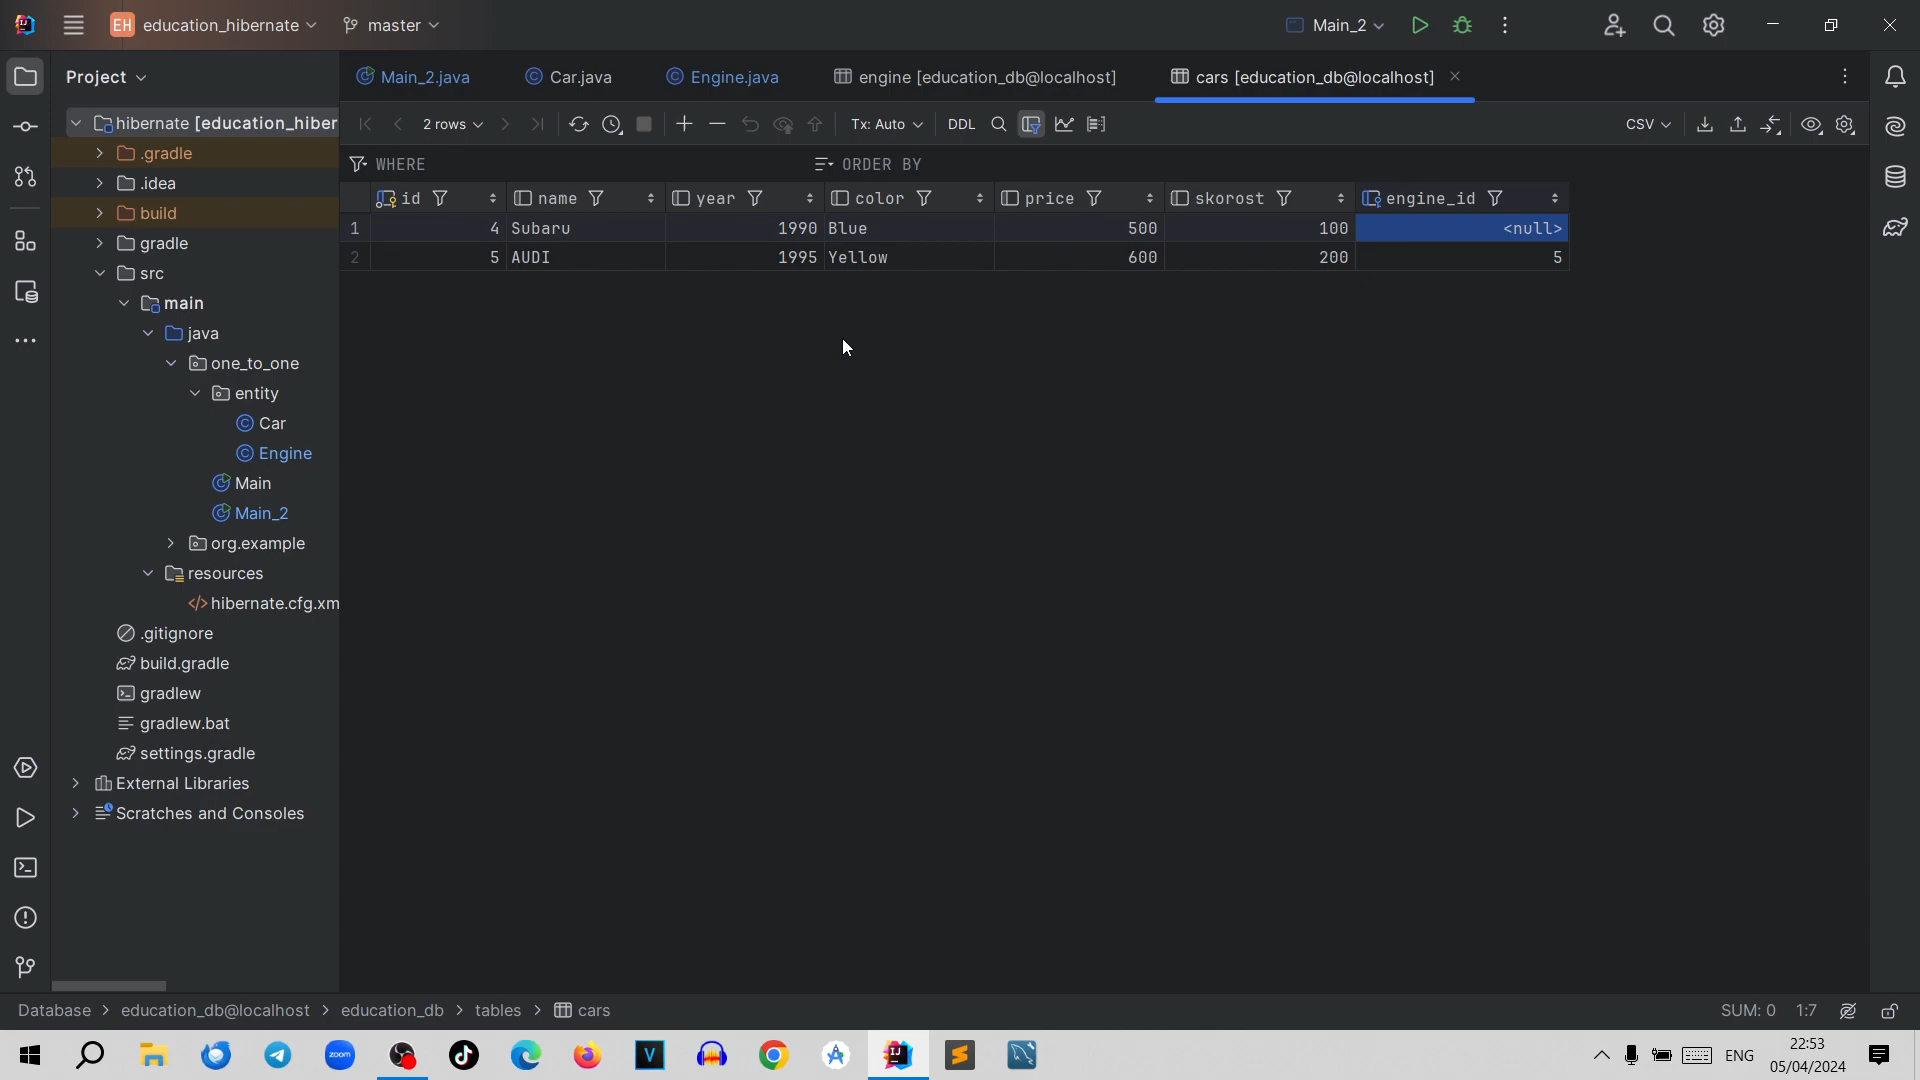 EH education_hibernate master Main_2
Project
Main_2.java Car.java Engine.java engine [education_db@localhost] cars [education_db@localhost]
hibernate [education_hiber
2 rows Tx: Auto DDL CSV
.gradle
WHERE ORDER BY
.idea
id name year color price skorost engine_id
build
1 4 Subaru 1990 Blue 500 100 <null>
gradle
2 5 AUDI 1995 Yellow 600 200 5
src
main
java
one_to_one
entity
Car
Engine
Main
Main_2
org.example
resources
hibernate.cfg.xm
.gitignore
build.gradle
gradlew
gradlew.bat
settings.gradle
External Libraries
Scratches and Consoles
Database > education_db@localhost > education_db > tables > cars SUM: 0 1:7
zoom V IJ ENG 22:53
05/04/2024